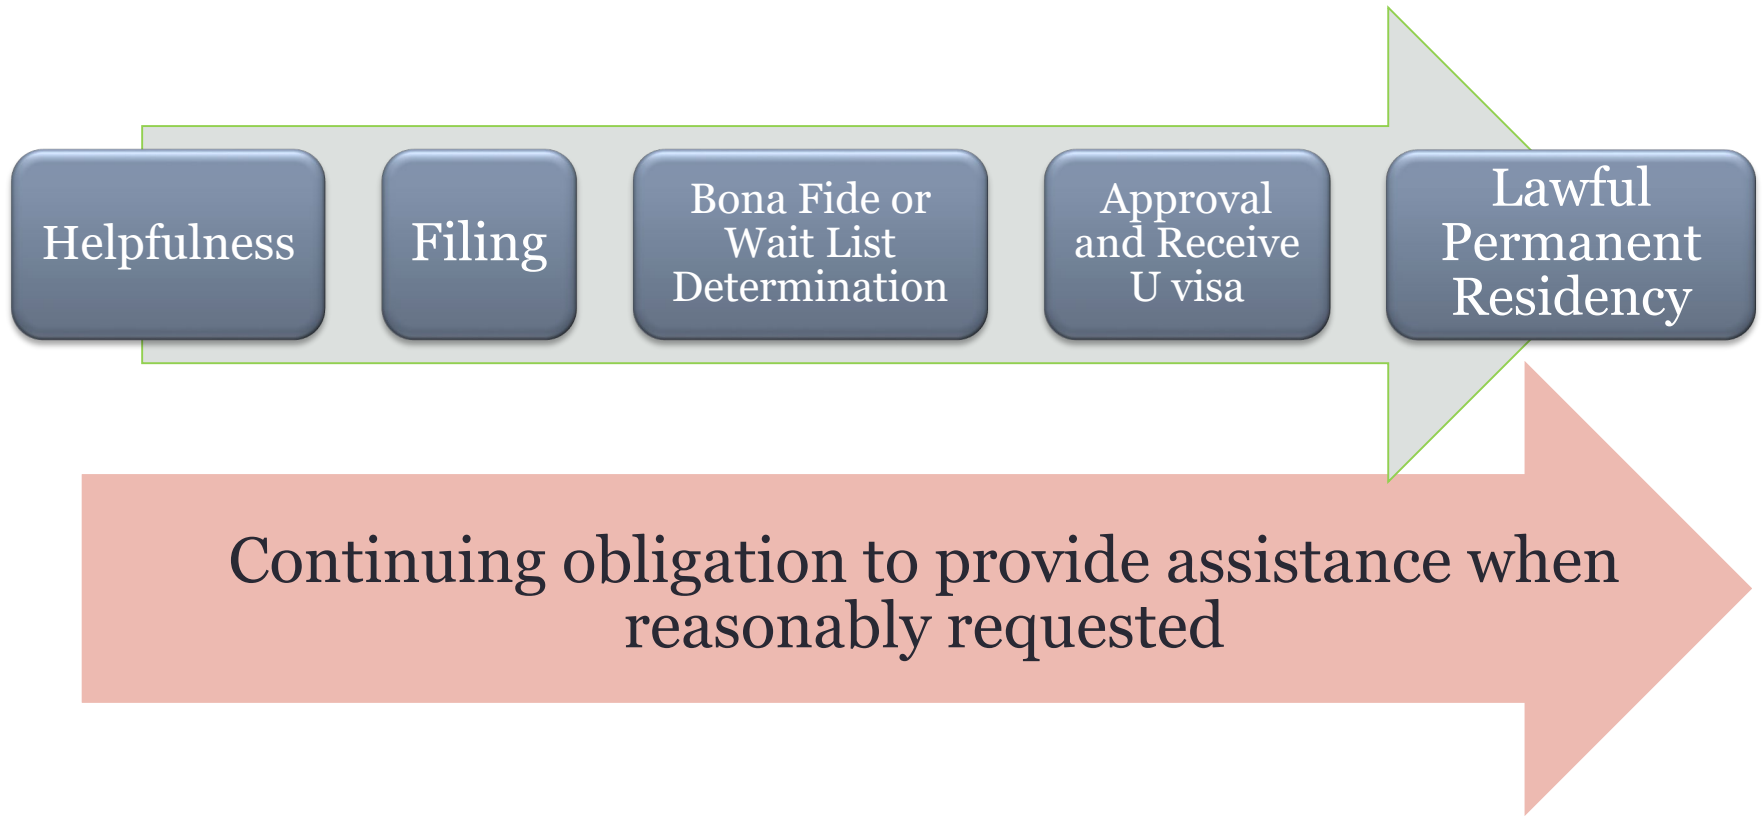 Helpfulness
Filing
Bona Fide or
Wait List
Determination
Approval
and Receive
U visa
Lawful
Permanent
Residency
Continuing obligation to provide assistance when
reasonably requested